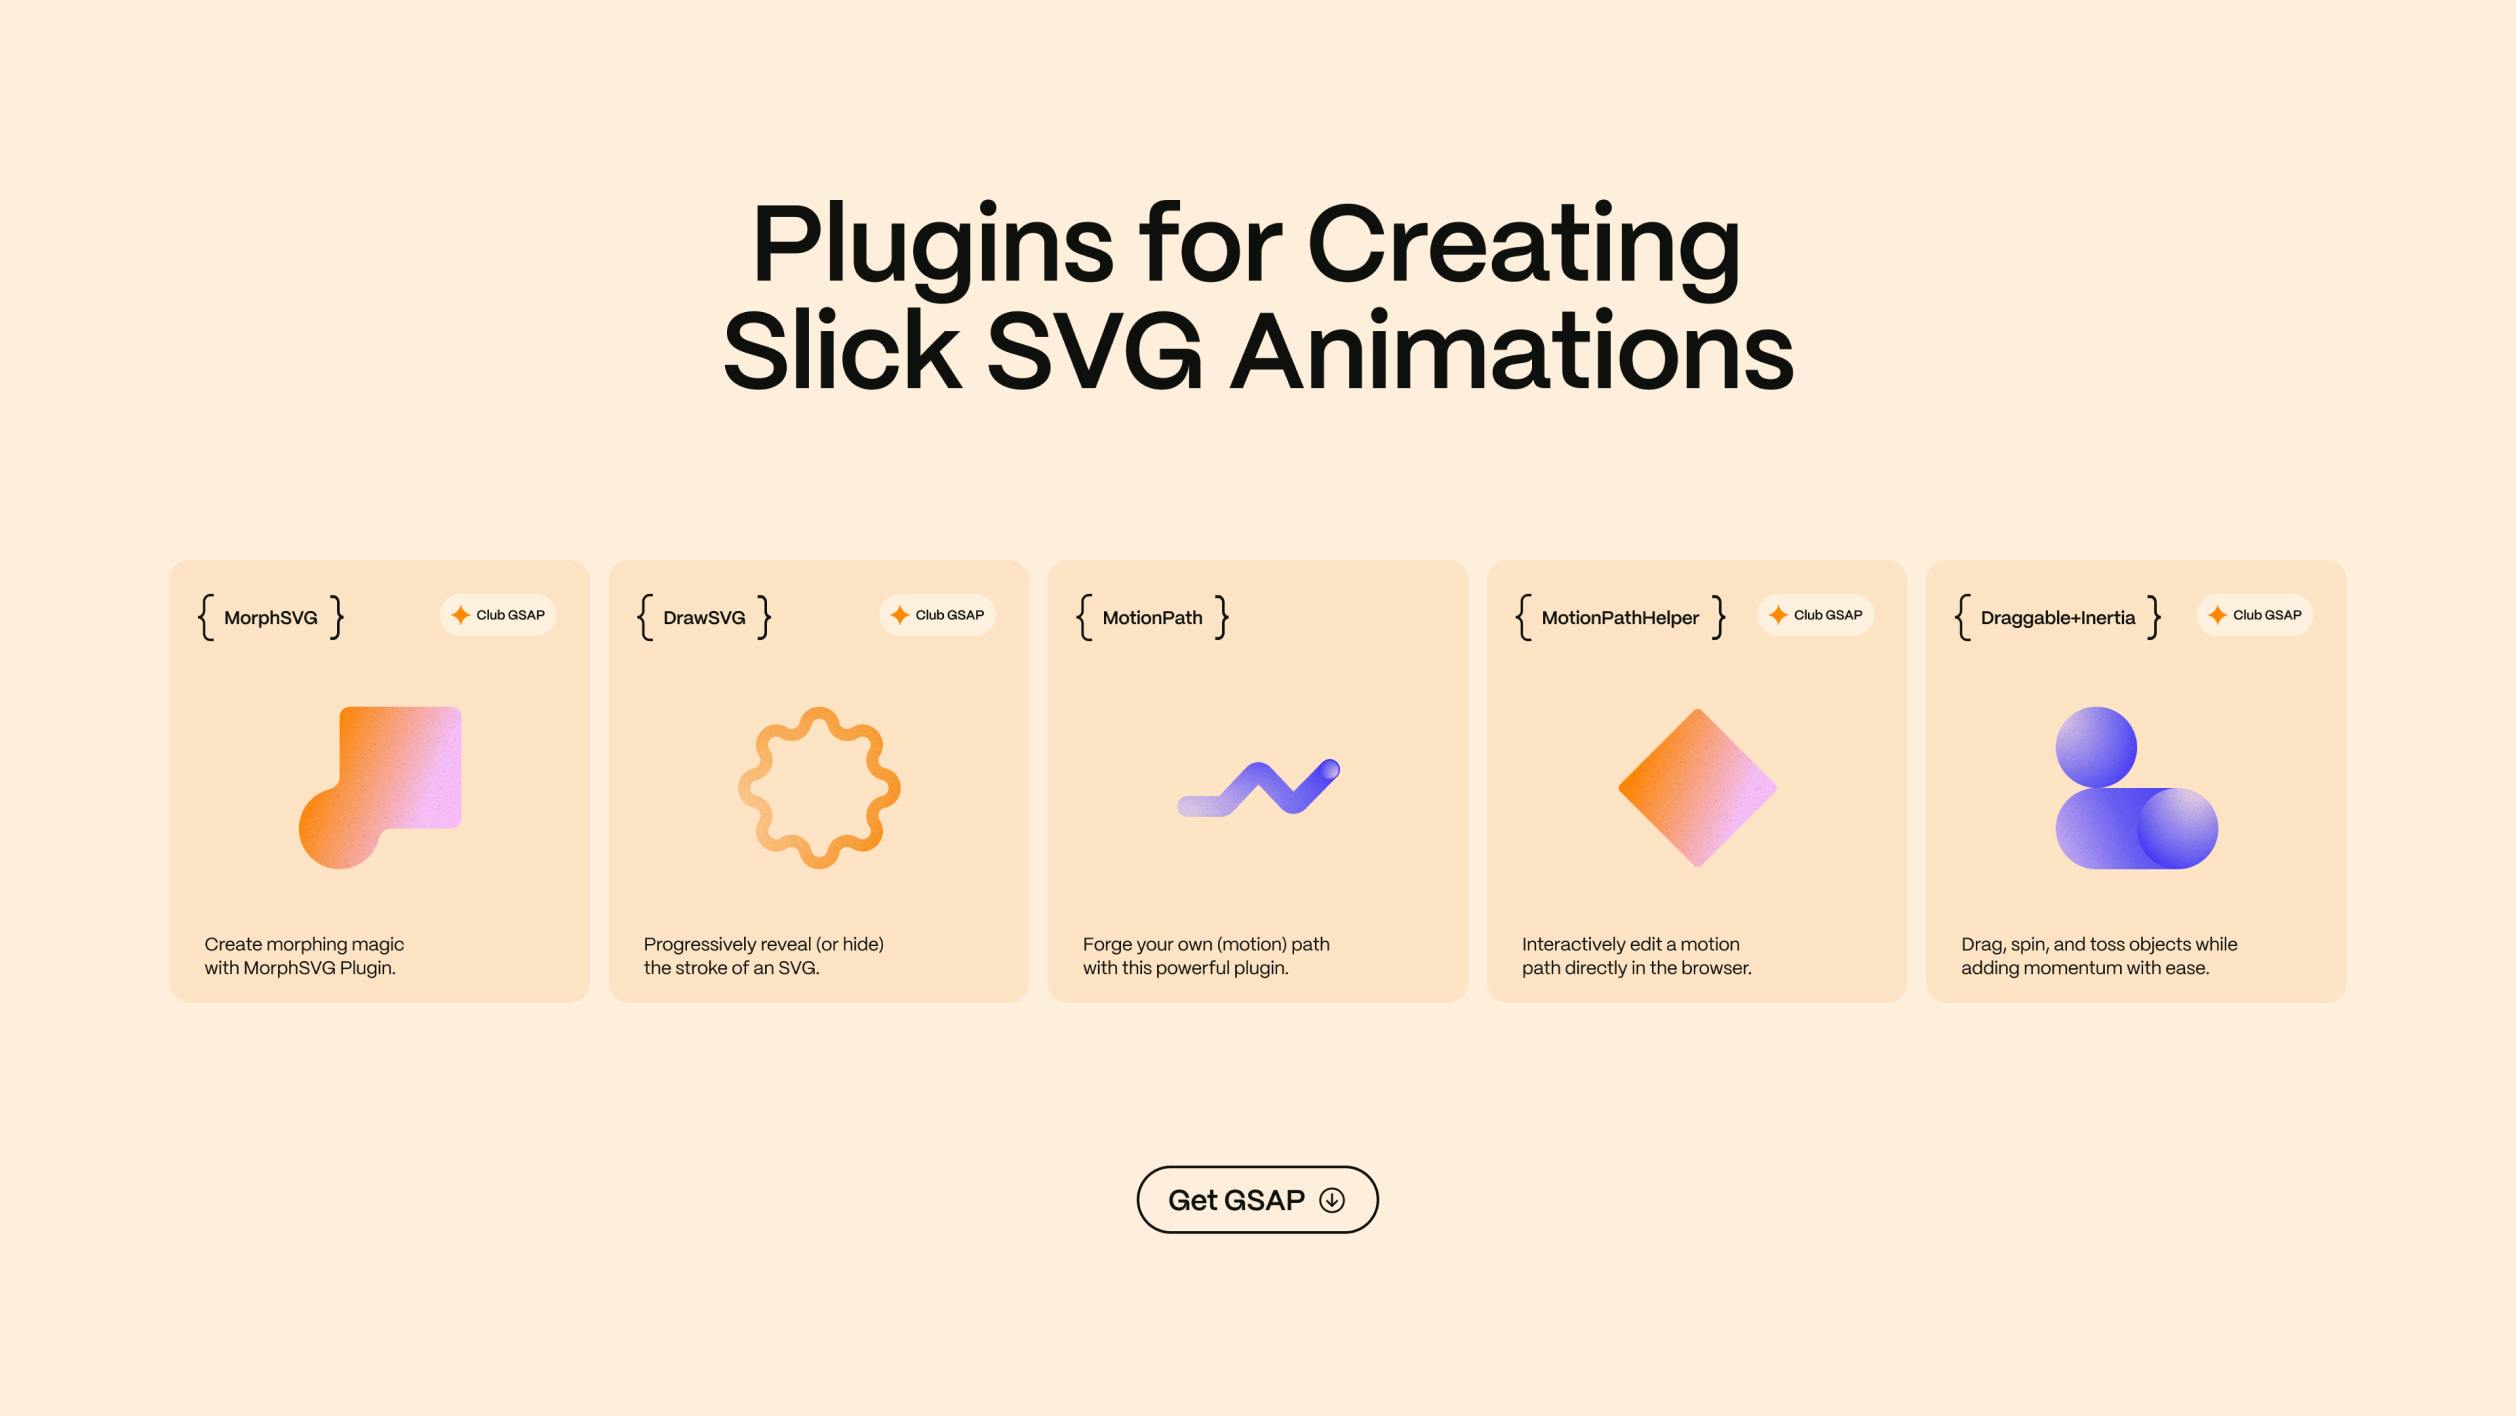 Plugins for Creating
Slick SVG Animations
{ MorphSVG }
Club GSAP
Create morphing magic
with MorphSVG Plugin.
{ DrawSVG }
Club GSAP
Progressively reveal (or hide)
the stroke of an SVG.
{ MotionPath }
Forge your own (motion) path
with this powerful plugin.
{ MotionPathHelper }
Club GSAP
Interactively edit a motion
path directly in the browser.
{ Draggable+Inertia }
Club GSAP
Drag, spin, and toss objects while
adding momentum with ease.
Get GSAP